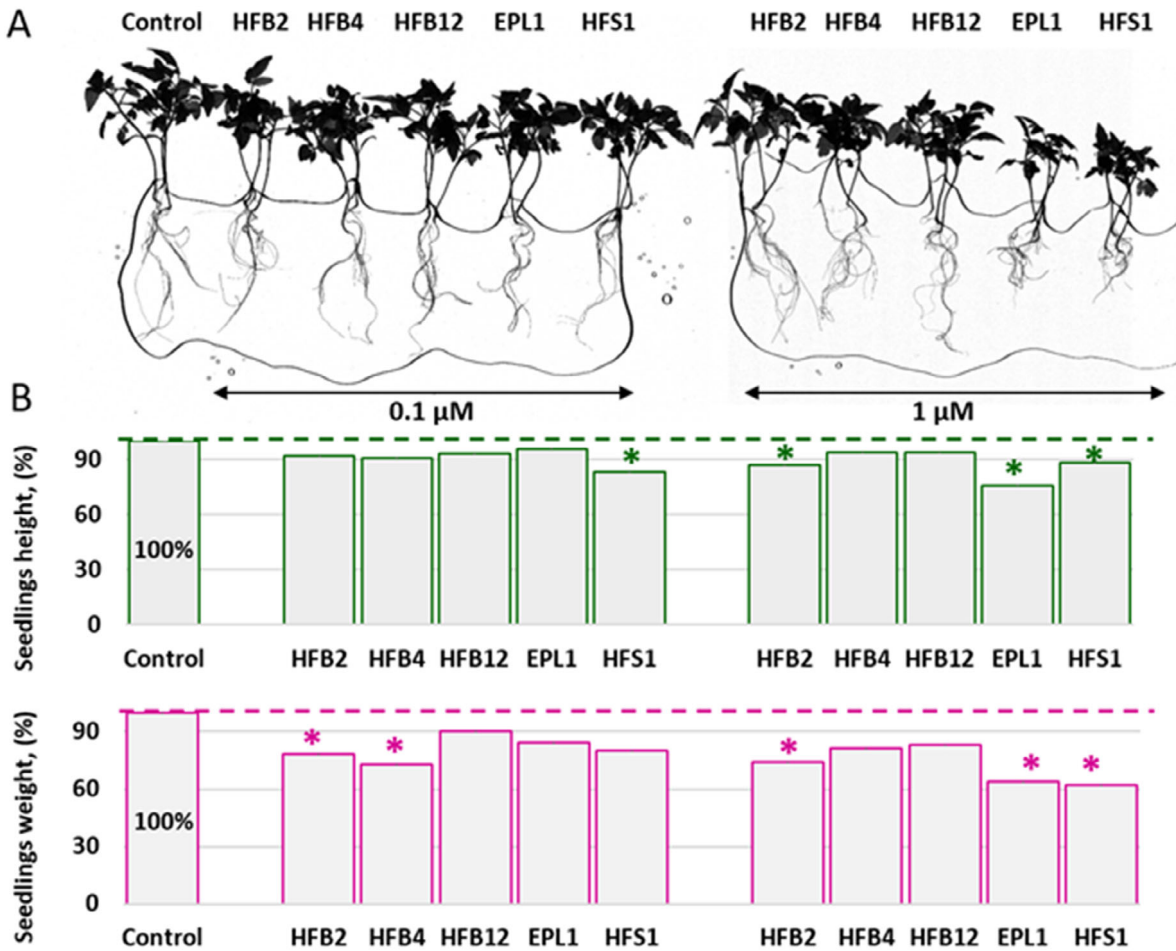 A
Control HFB2 HFB4 HFB12 EPL1 HFS1 HFB2 HFB4 HFB12 EPL1 HFS1
0.1 µM 1 µM
B
Seedlings height, (%)
90
60
30
0
100%
* * * *
Control HFB2 HFB4 HFB12 EPL1 HFS1 HFB2 HFB4 HFB12 EPL1 HFS1
Seedlings weight, (%)
90
60
30
0
100%
* * * * *
Control HFB2 HFB4 HFB12 EPL1 HFS1 HFB2 HFB4 HFB12 EPL1 HFS1